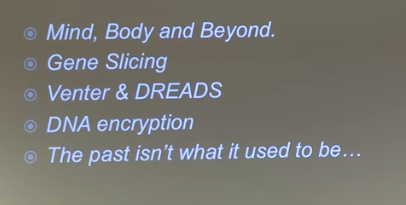 Mind, Body and Beyond.
Gene Slicing
Venter & DREADS
DNA encryption
The past isn't what it used to be…